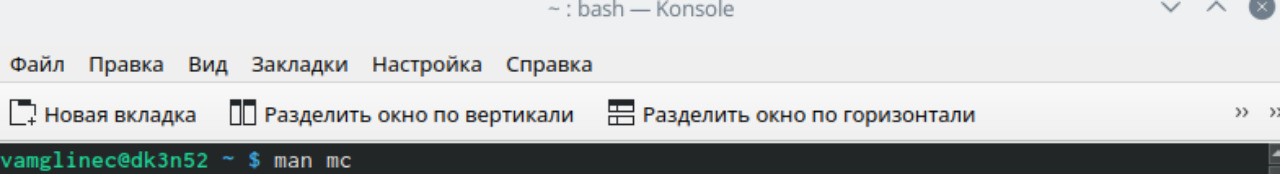 ~ : bash — Konsole
Файл Правка Вид Закладки Настройка Справка
Новая вкладка Разделить окно по вертикали Разделить окно по горизонтали
vamglinec@dk3n52 ~ $ man mc